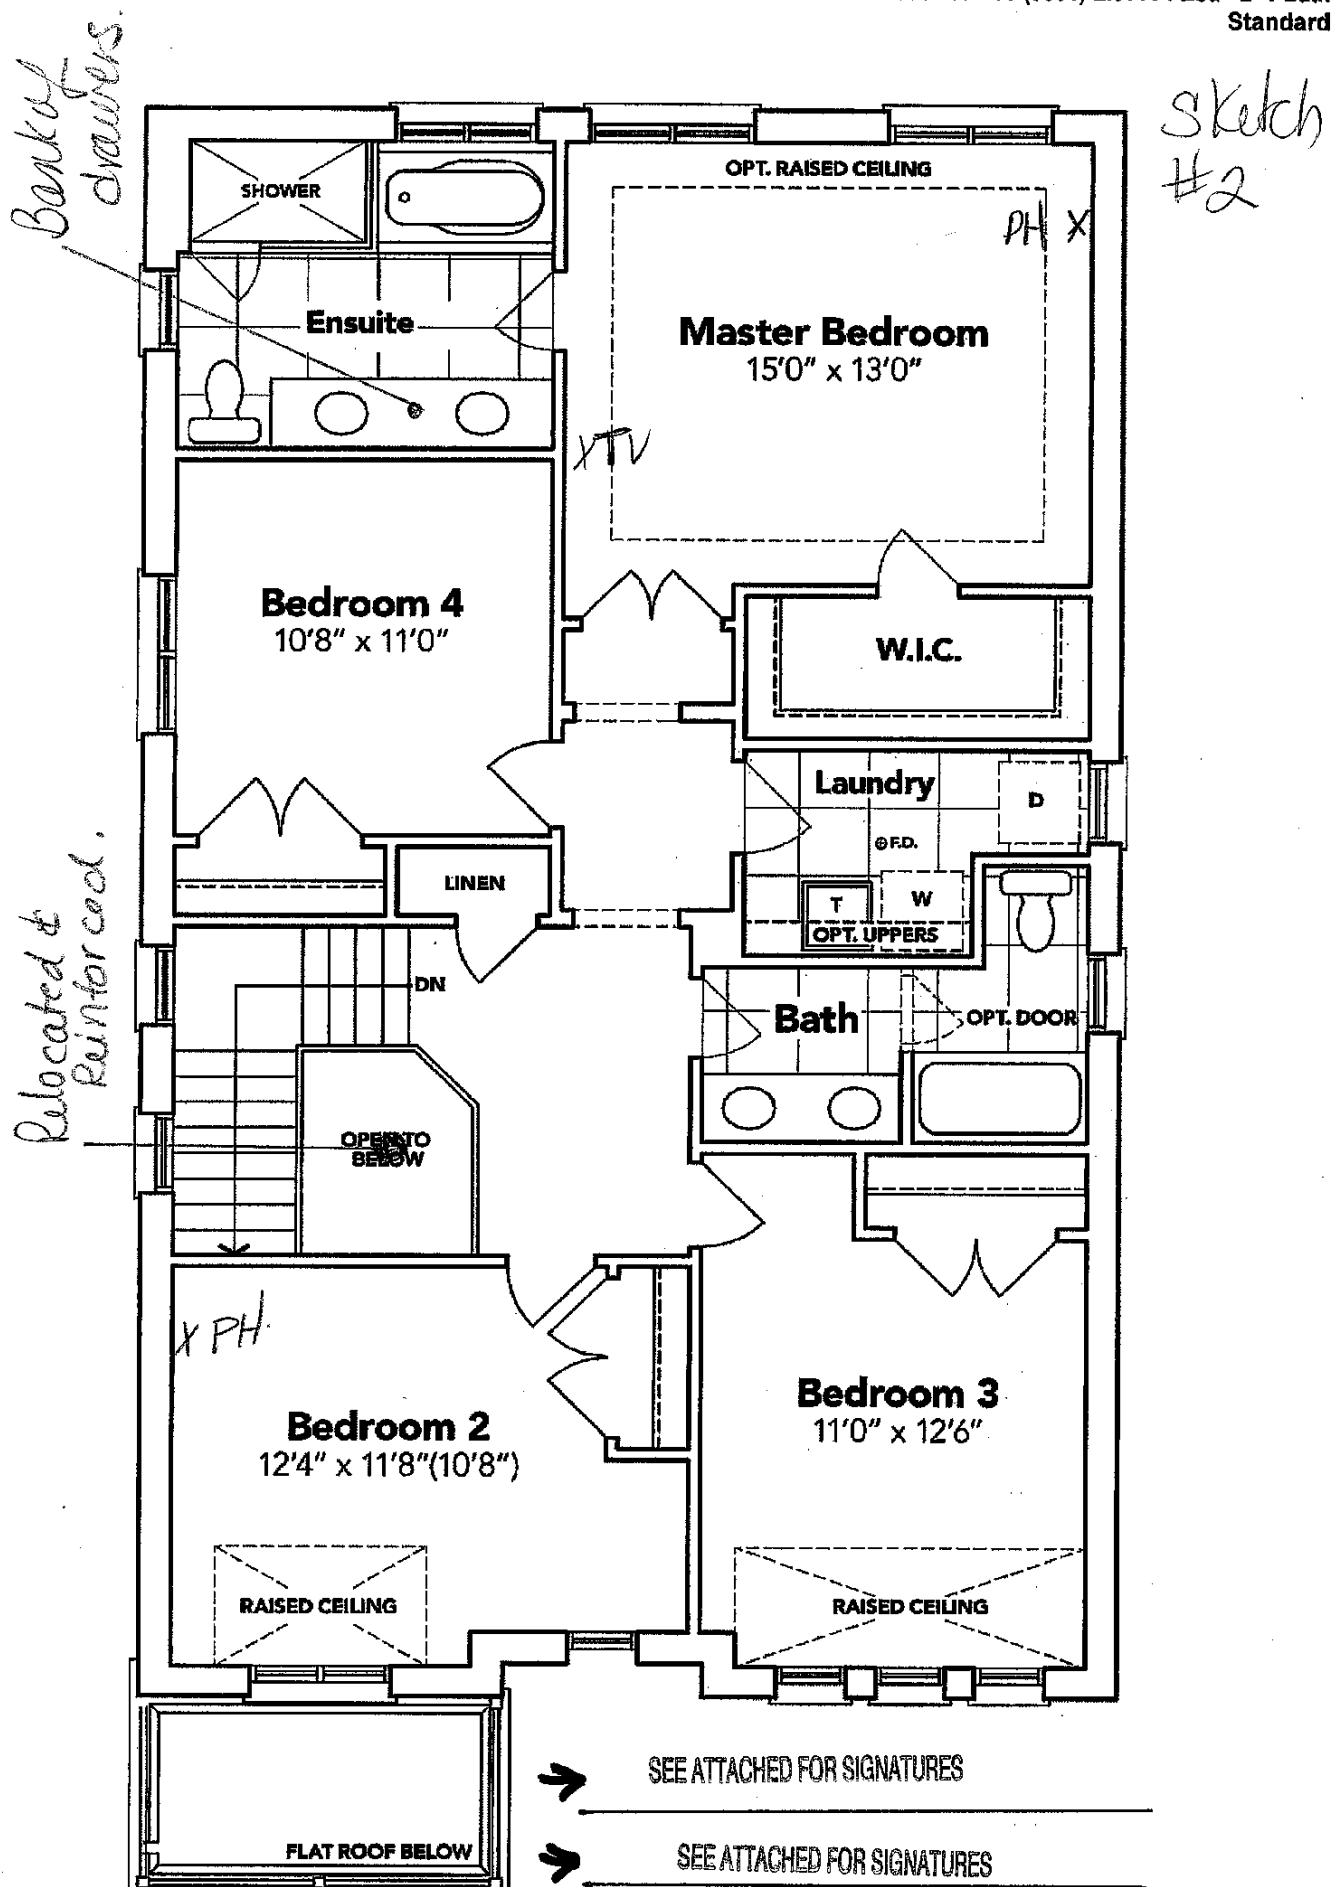 Standard
Sketch
#2
Bank of
drawers.
SHOWER
OPT. RAISED CEILING
PH X
Ensuite
Master Bedroom
15'0" x 13'0"
X TV
Bedroom 4
10'8" x 11'0"
W.I.C.
Laundry
D
F.D.
LINEN
T
W
OPT. UPPERS
Relocated &
Reinforced.
DN
Bath
OPT. DOOR
OPEN TO
BELOW
X PH.
Bedroom 2
12'4" x 11'8"(10'8")
Bedroom 3
11'0" x 12'6"
RAISED CEILING
RAISED CEILING
SEE ATTACHED FOR SIGNATURES
FLAT ROOF BELOW
SEE ATTACHED FOR SIGNATURES